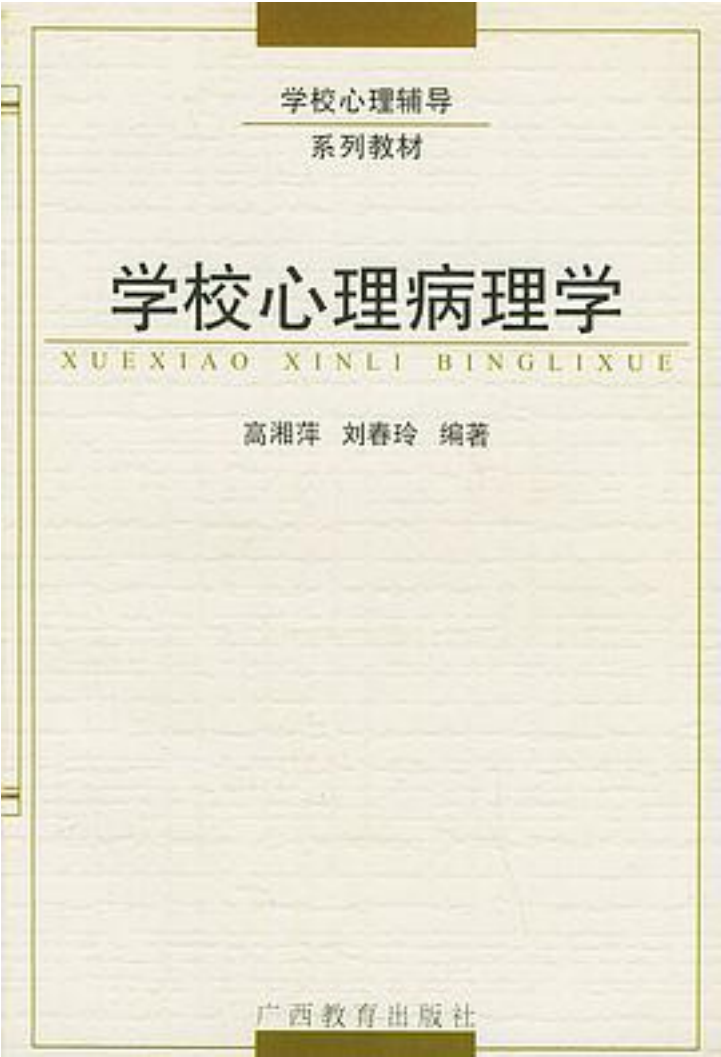 学校心理辅导
系列教材
学校心理病理学
XUEXIAO XINLI BINGLIXUE
高湘萍 刘春玲 编著
广西教育出版社